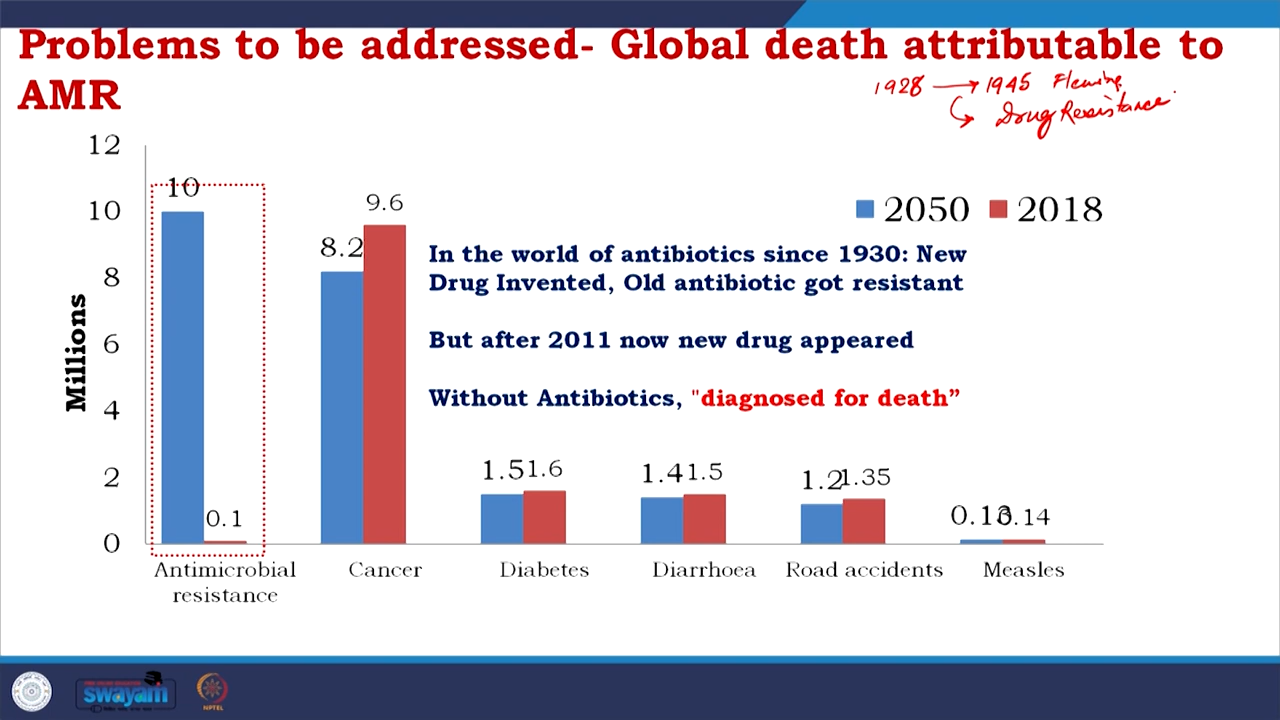 Problems to be addressed- Global death attributable to
AMR
1928 → 1945 Fleming
Drug Resistance
12
10
8
6
4
2
0
Millions
10
0.1
8.2
9.6
1.5
1.6
1.4
1.5
1.2
1.35
0.13
0.14
2050
2018
In the world of antibiotics since 1930: New
Drug Invented, Old antibiotic got resistant
But after 2011 now new drug appeared
Without Antibiotics, "diagnosed for death”
Antimicrobial
resistance
Cancer
Diabetes
Diarrhoea
Road accidents
Measles
swayam
NPTEL